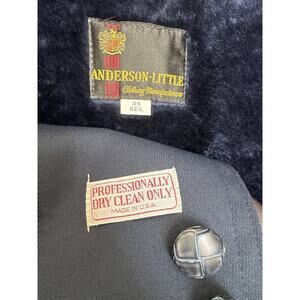 ANDERSON-LITTLE
Clothing Manufacturers
36
REG.
PROFESSIONALLY
DRY CLEAN ONLY
MADE IN U.S.A.